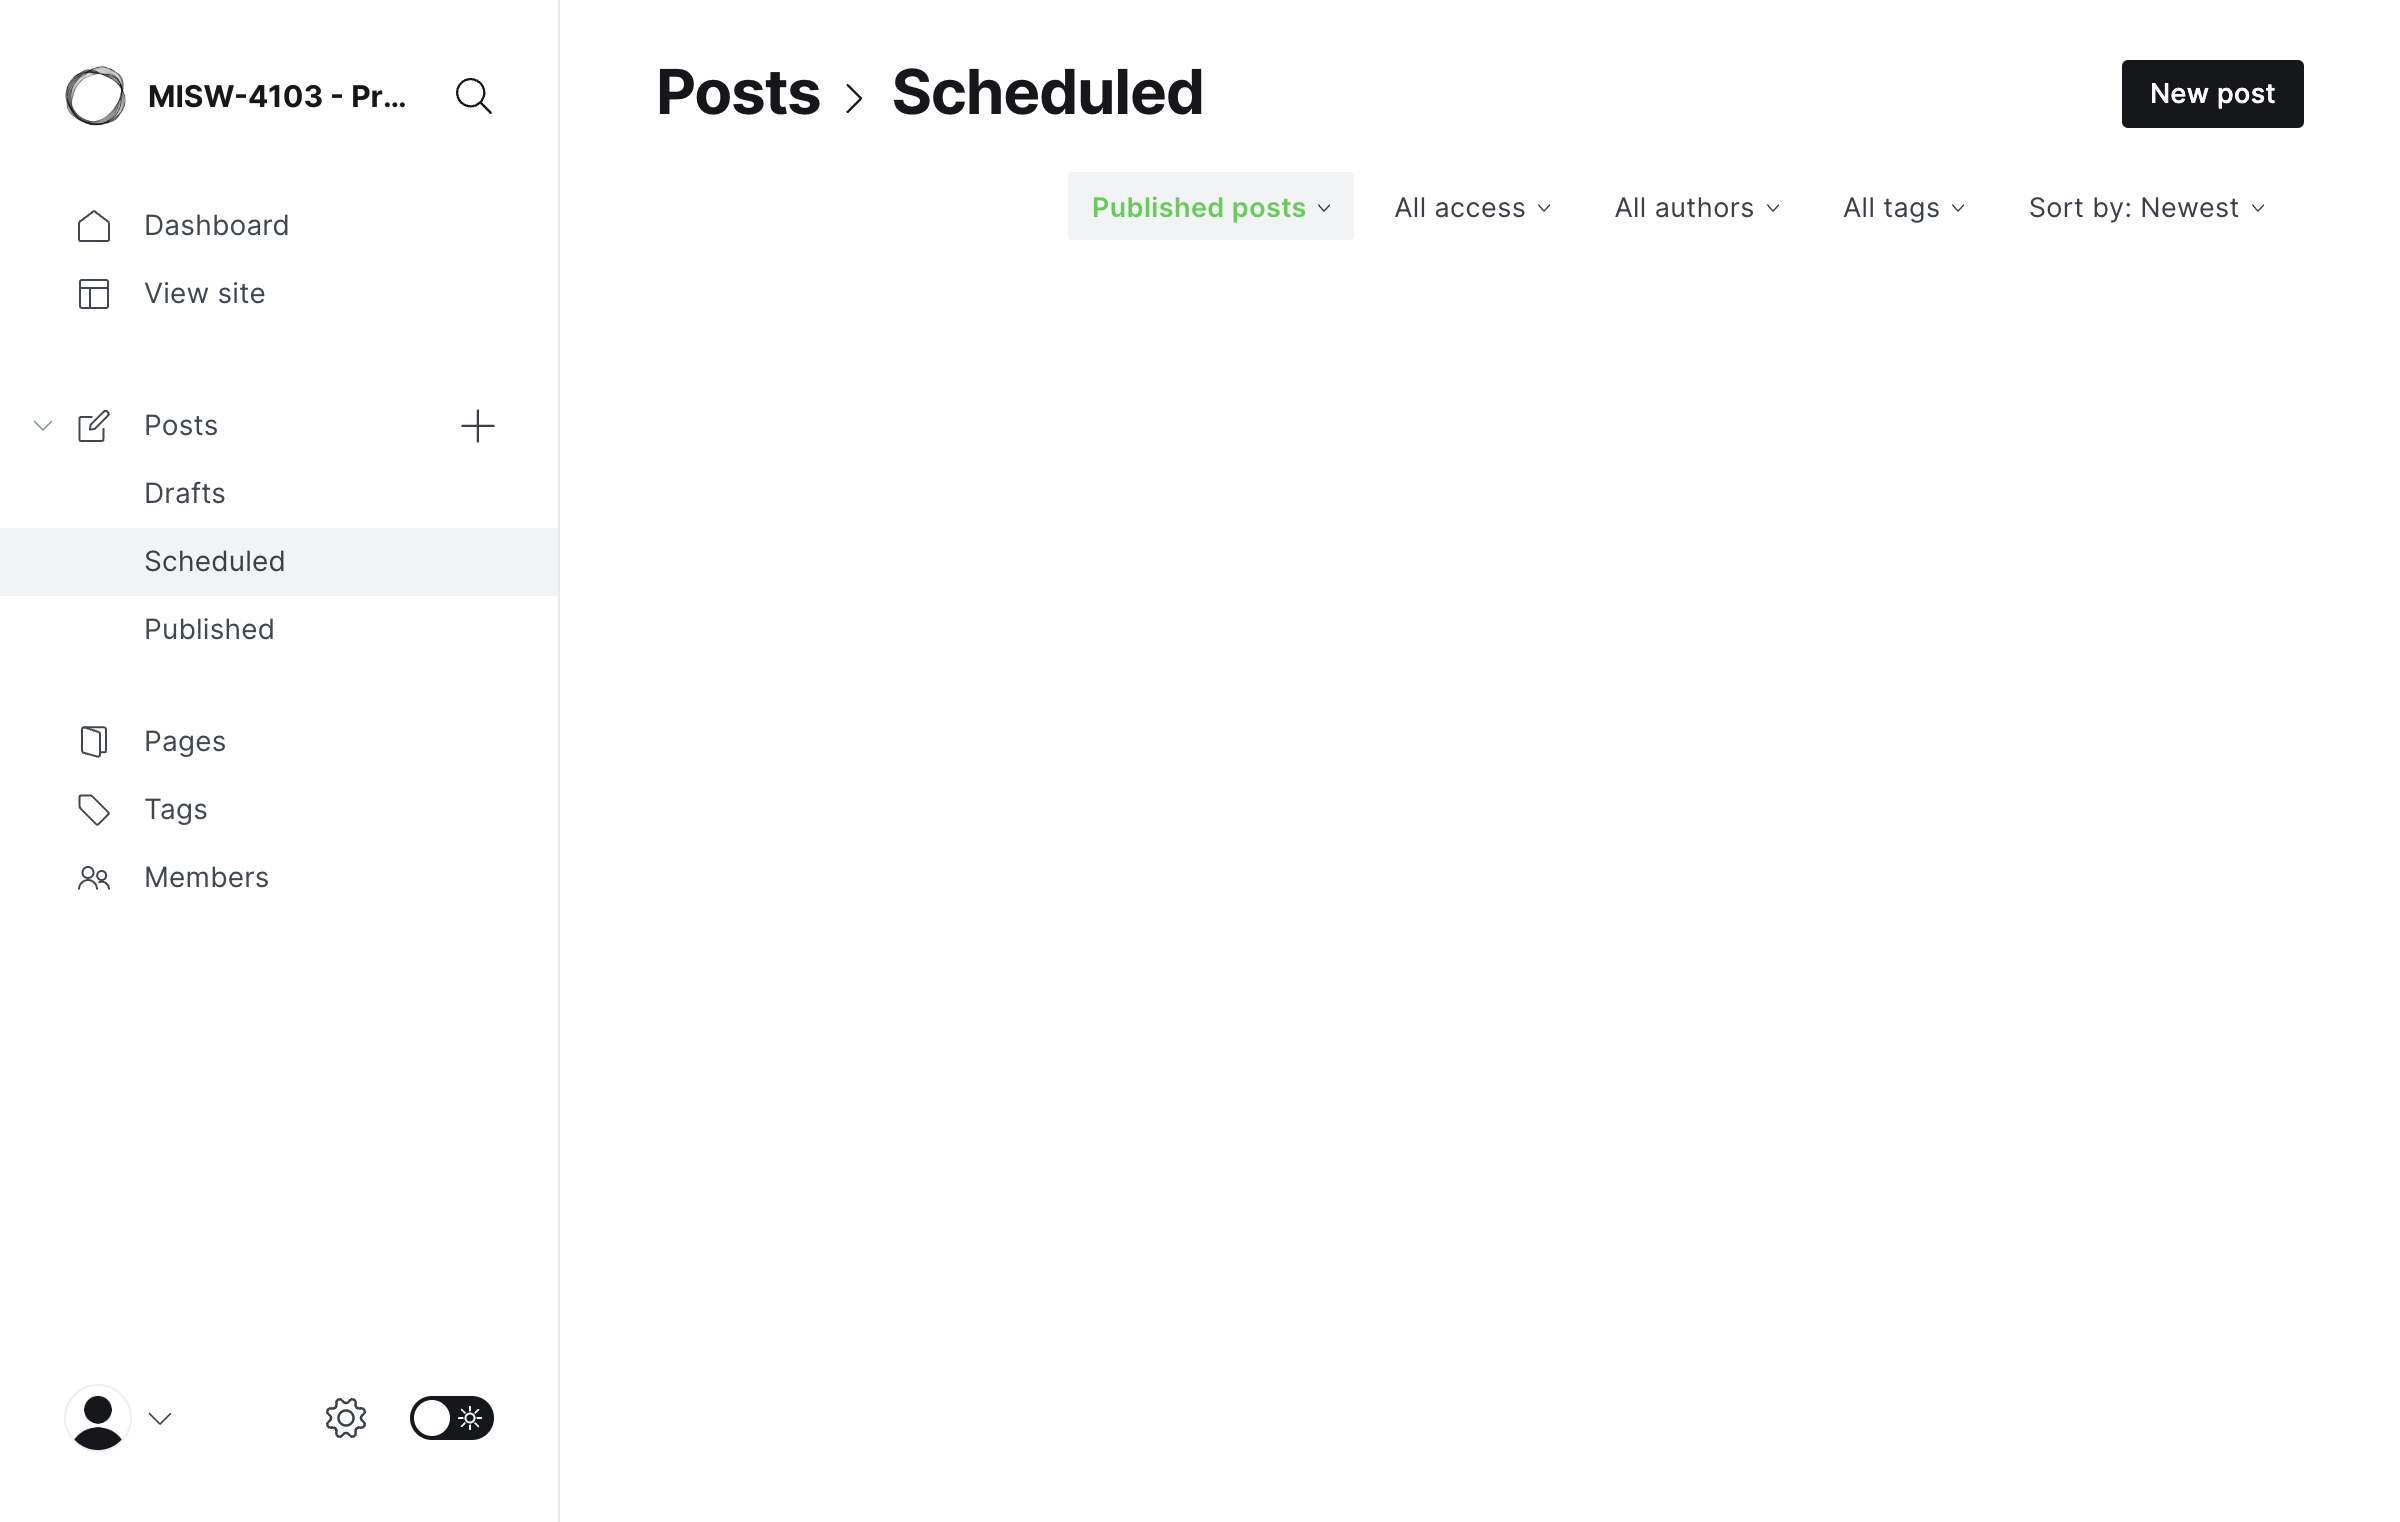 MISW-4103 - Pr...
Dashboard
View site
Posts
Drafts
Scheduled
Published
Pages
Tags
Members
Posts > Scheduled
New post
Published posts
All access
All authors
All tags
Sort by: Newest